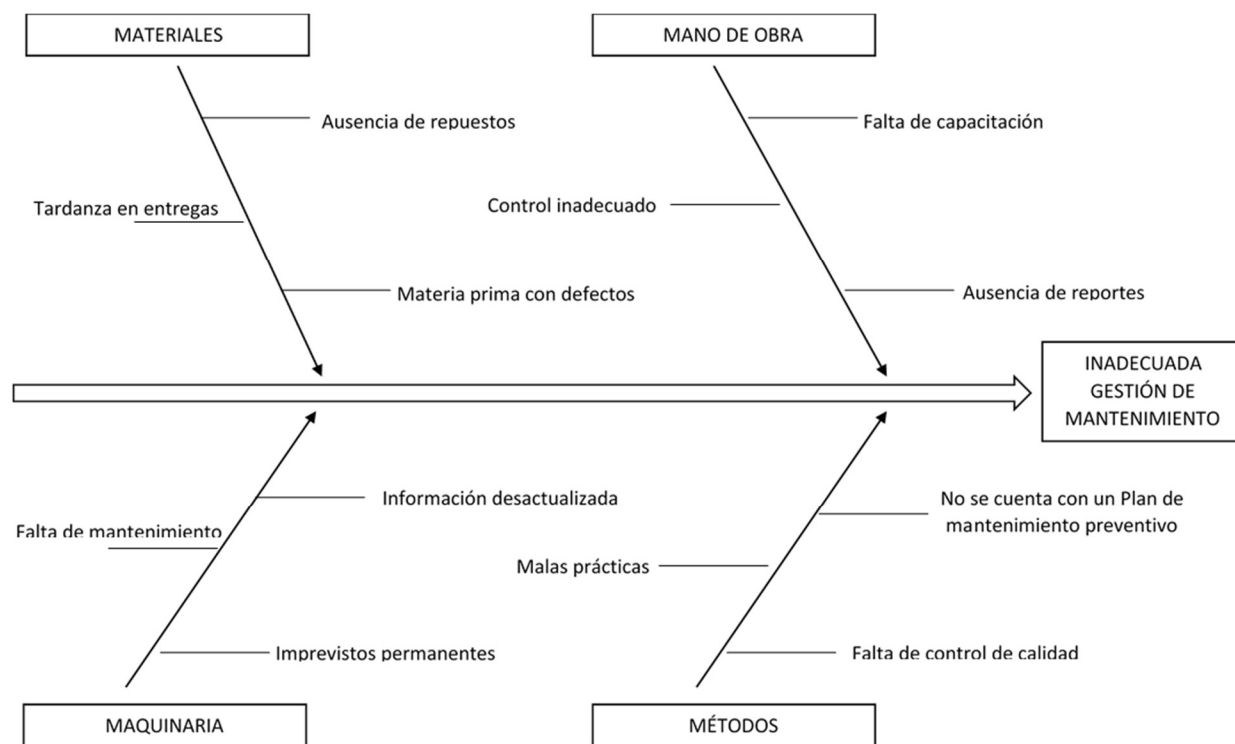 MATERIALES
MANO DE OBRA
Ausencia de repuestos
Falta de capacitación
Tardanza en entregas
Control inadecuado
Materia prima con defectos
Ausencia de reportes
INADECUADA
GESTIÓN DE
MANTENIMIENTO
Información desactualizada
No se cuenta con un Plan de
mantenimiento preventivo
Falta de mantenimiento
Malas prácticas
Imprevistos permanentes
Falta de control de calidad
MAQUINARIA
MÉTODOS